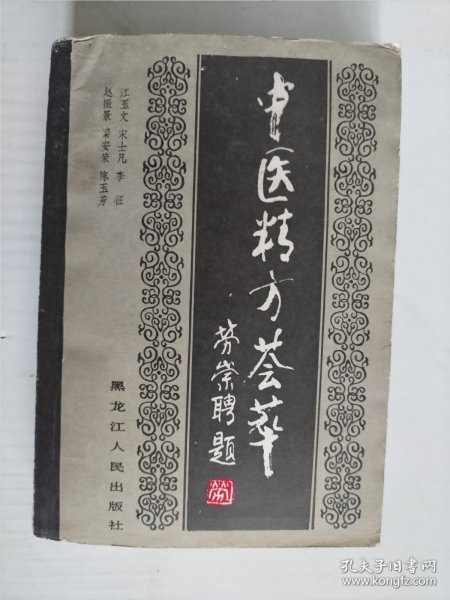 中医精方荟萃
劳崇聘题
江玉文 宋士凡 李征
赵振景 安荣 陈玉芳
黑龙江人民出版社
孔夫子旧书网
www.kongfz.com